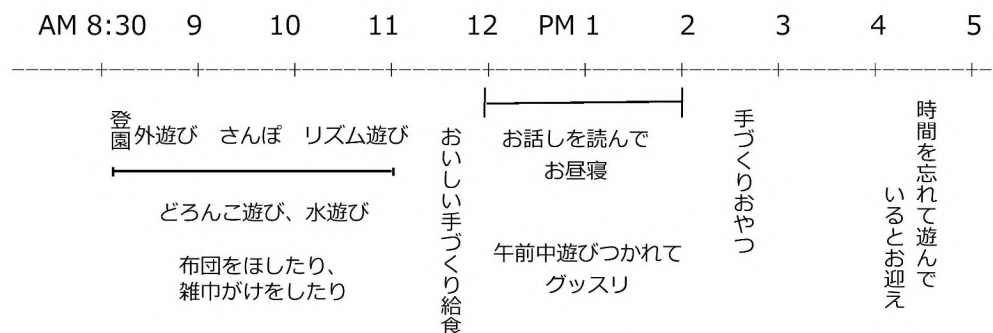 AM 8:30 9 10 11 12 PM 1 2 3 4 5
登園
外遊び さんぽ リズム遊び
どろんこ遊び、水遊び
布団をほしたり、
雑巾がけをしたり
おいしい手づくり給食
お話しを読んで
お昼寝
午前中遊びつかれて
グッスリ
手づくりおやつ
時間を忘れて遊んで
いるとお迎え